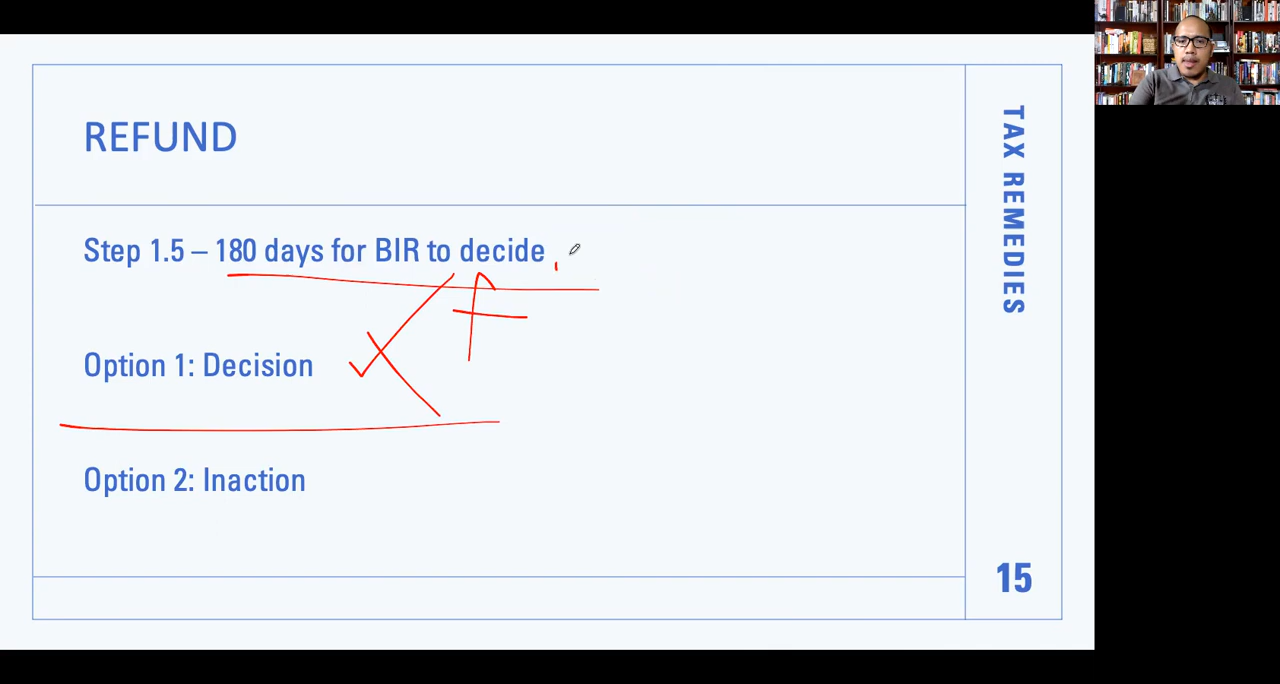 REFUND
Step 1.5 – 180 days for BIR to decide
Option 1: Decision
Option 2: Inaction
TAX REMEDIES
15